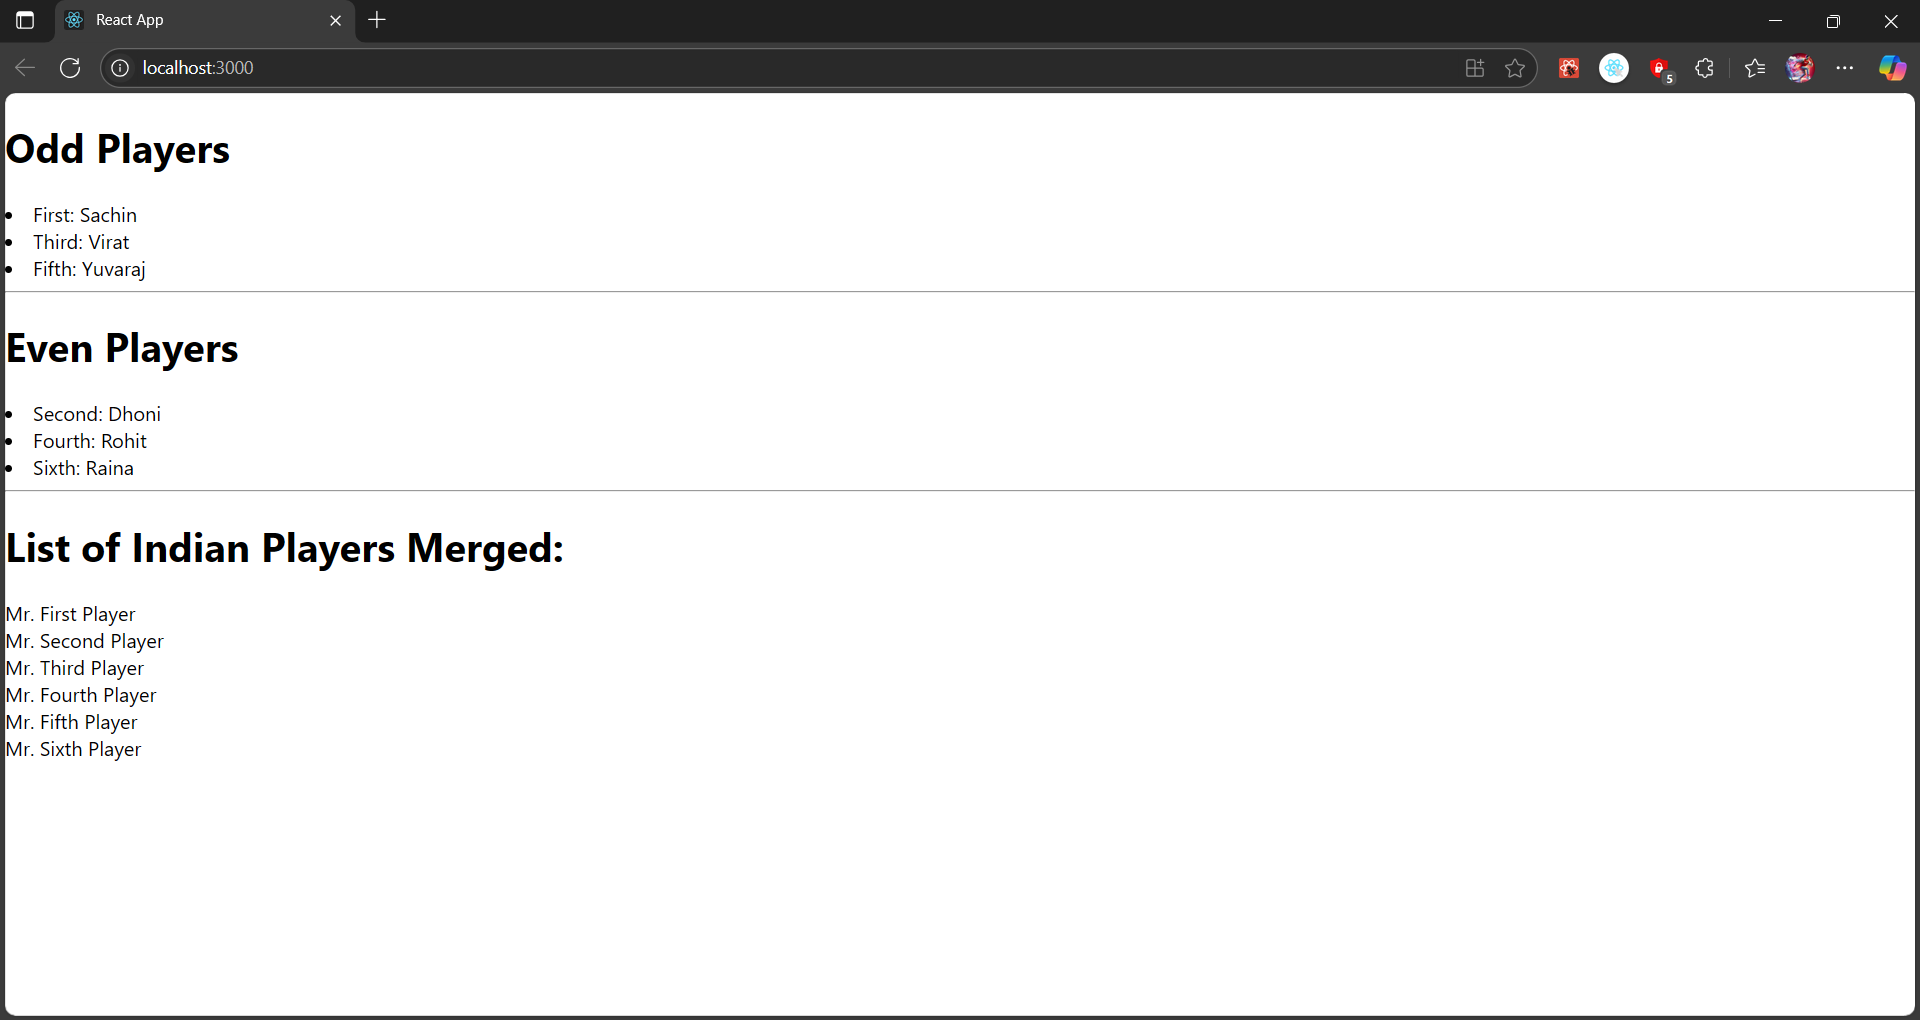 React App
localhost:3000
5
Odd Players
First: Sachin
Third: Virat
Fifth: Yuvaraj
Even Players
Second: Dhoni
Fourth: Rohit
Sixth: Raina
List of Indian Players Merged:
Mr. First Player
Mr. Second Player
Mr. Third Player
Mr. Fourth Player
Mr. Fifth Player
Mr. Sixth Player